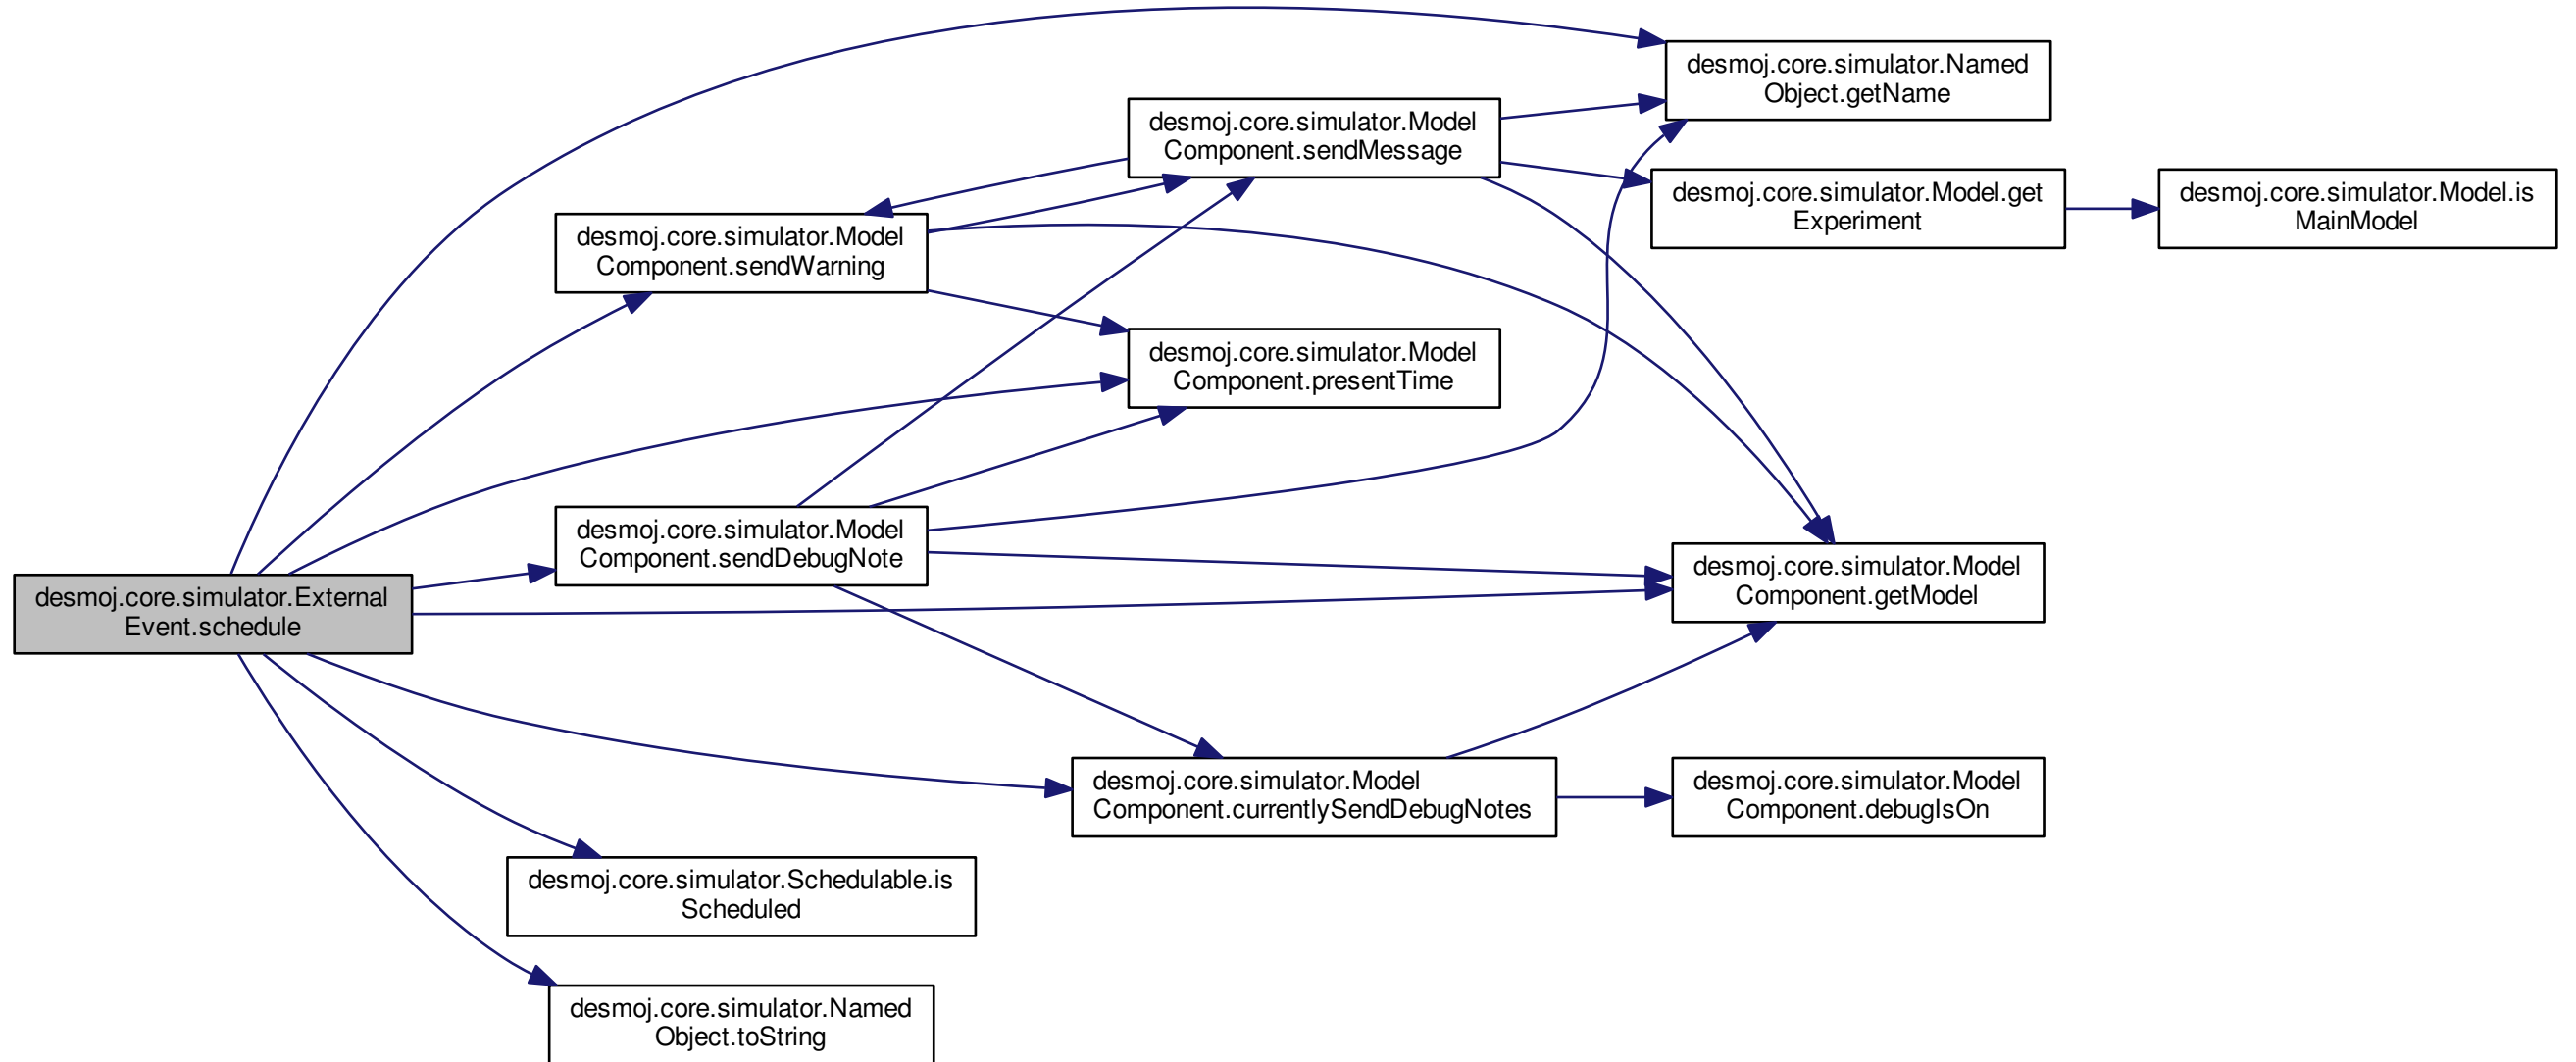 desmoj.core.simulator.Named
Object.getName
desmoj.core.simulator.Model
Component.sendMessage
desmoj.core.simulator.Model.get
Experiment
desmoj.core.simulator.Model.is
MainModel
desmoj.core.simulator.Model
Component.sendWarning
desmoj.core.simulator.Model
Component.presentTime
desmoj.core.simulator.Model
Component.sendDebugNote
desmoj.core.simulator.Model
Component.getModel
desmoj.core.simulator.External
Event.schedule
desmoj.core.simulator.Model
Component.currentlySendDebugNotes
desmoj.core.simulator.Model
Component.debugIsOn
desmoj.core.simulator.Schedulable.is
Scheduled
desmoj.core.simulator.Named
Object.toString